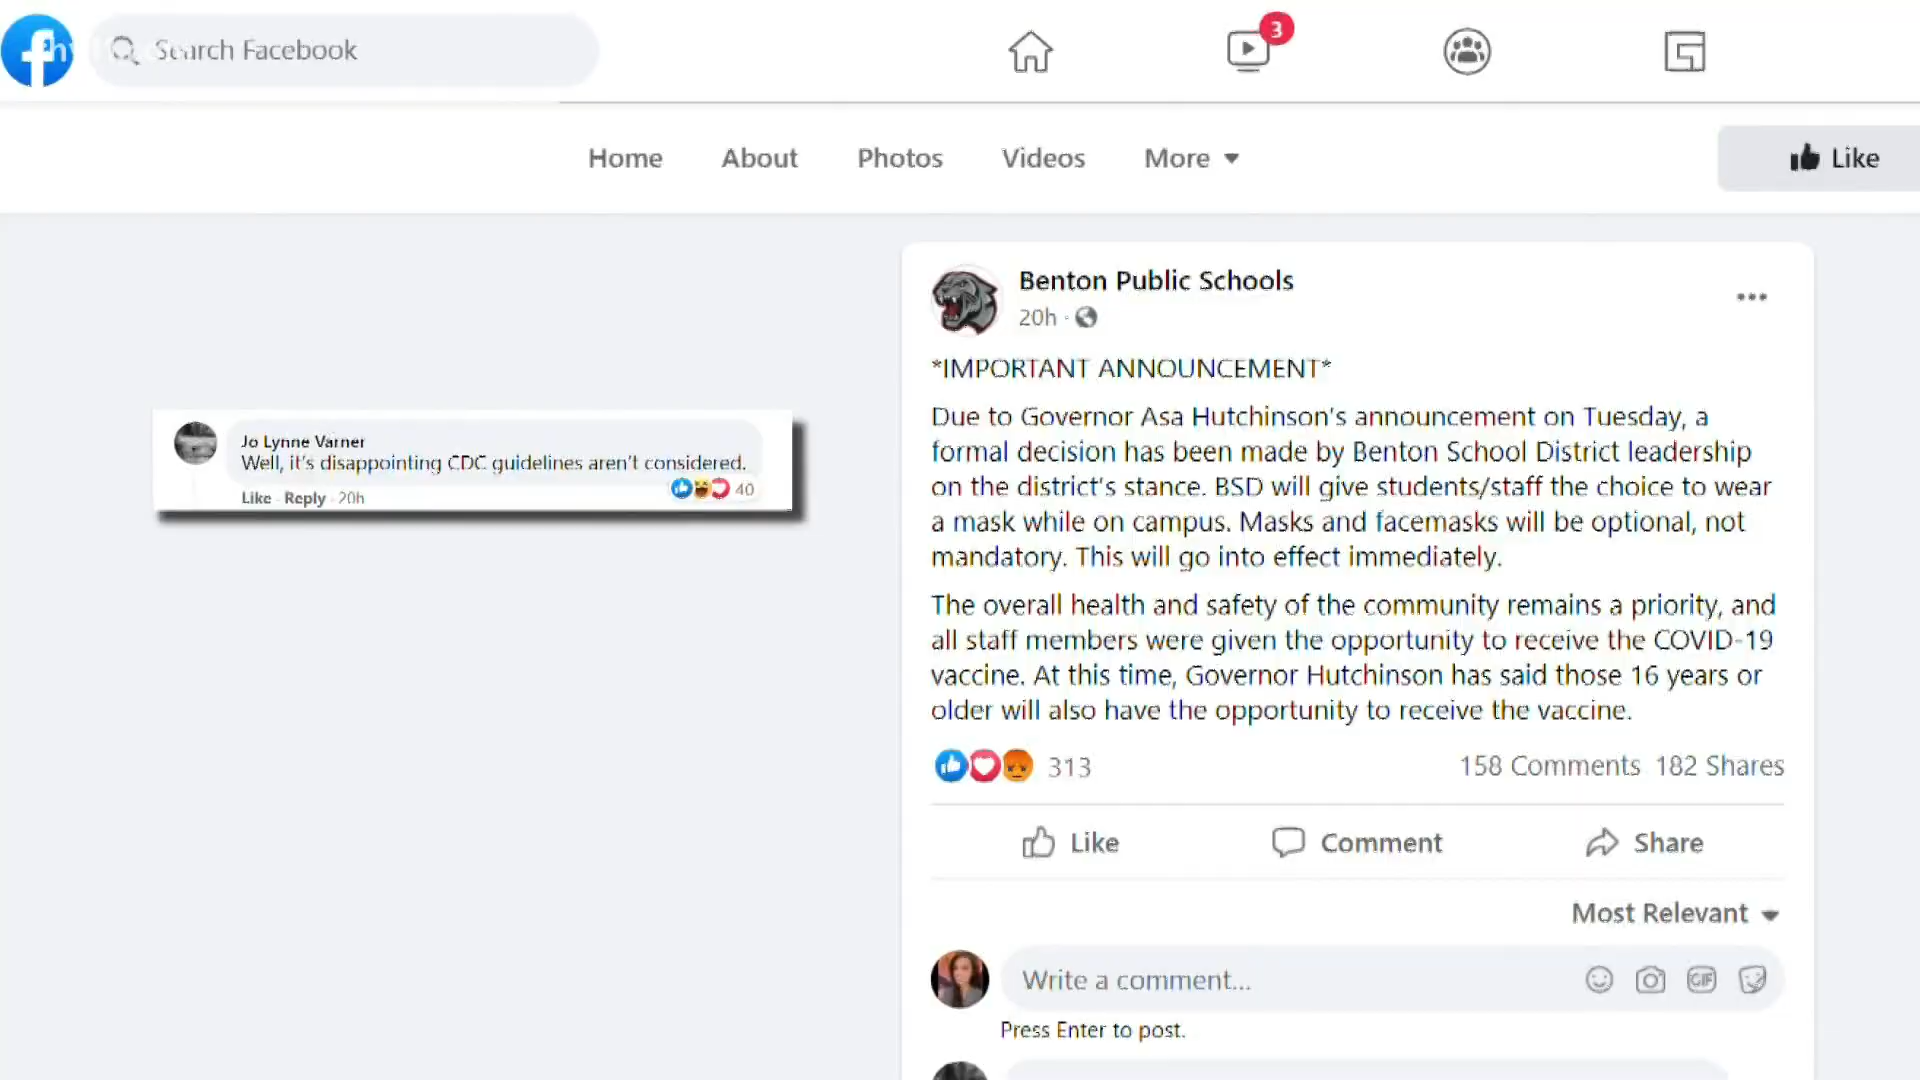 Search Facebook
3
Home About Photos Videos More
Like
Benton Public Schools
20h
*IMPORTANT ANNOUNCEMENT*
Due to Governor Asa Hutchinson's announcement on Tuesday, a
formal decision has been made by Benton School District leadership
on the district's stance. BSD will give students/staff the choice to wear
a mask while on campus. Masks and facemasks will be optional, not
mandatory. This will go into effect immediately.
The overall health and safety of the community remains a priority, and
all staff members were given the opportunity to receive the COVID-19
vaccine. At this time, Governor Hutchinson has said those 16 years or
older will also have the opportunity to receive the vaccine.
313
158 Comments 182 Shares
Like Comment Share
Most Relevant
Write a comment...
GIF
Press Enter to post.
Jo Lynne Varner
Well, it's disappointing CDC guidelines aren't considered.
40
Like · Reply · 20h